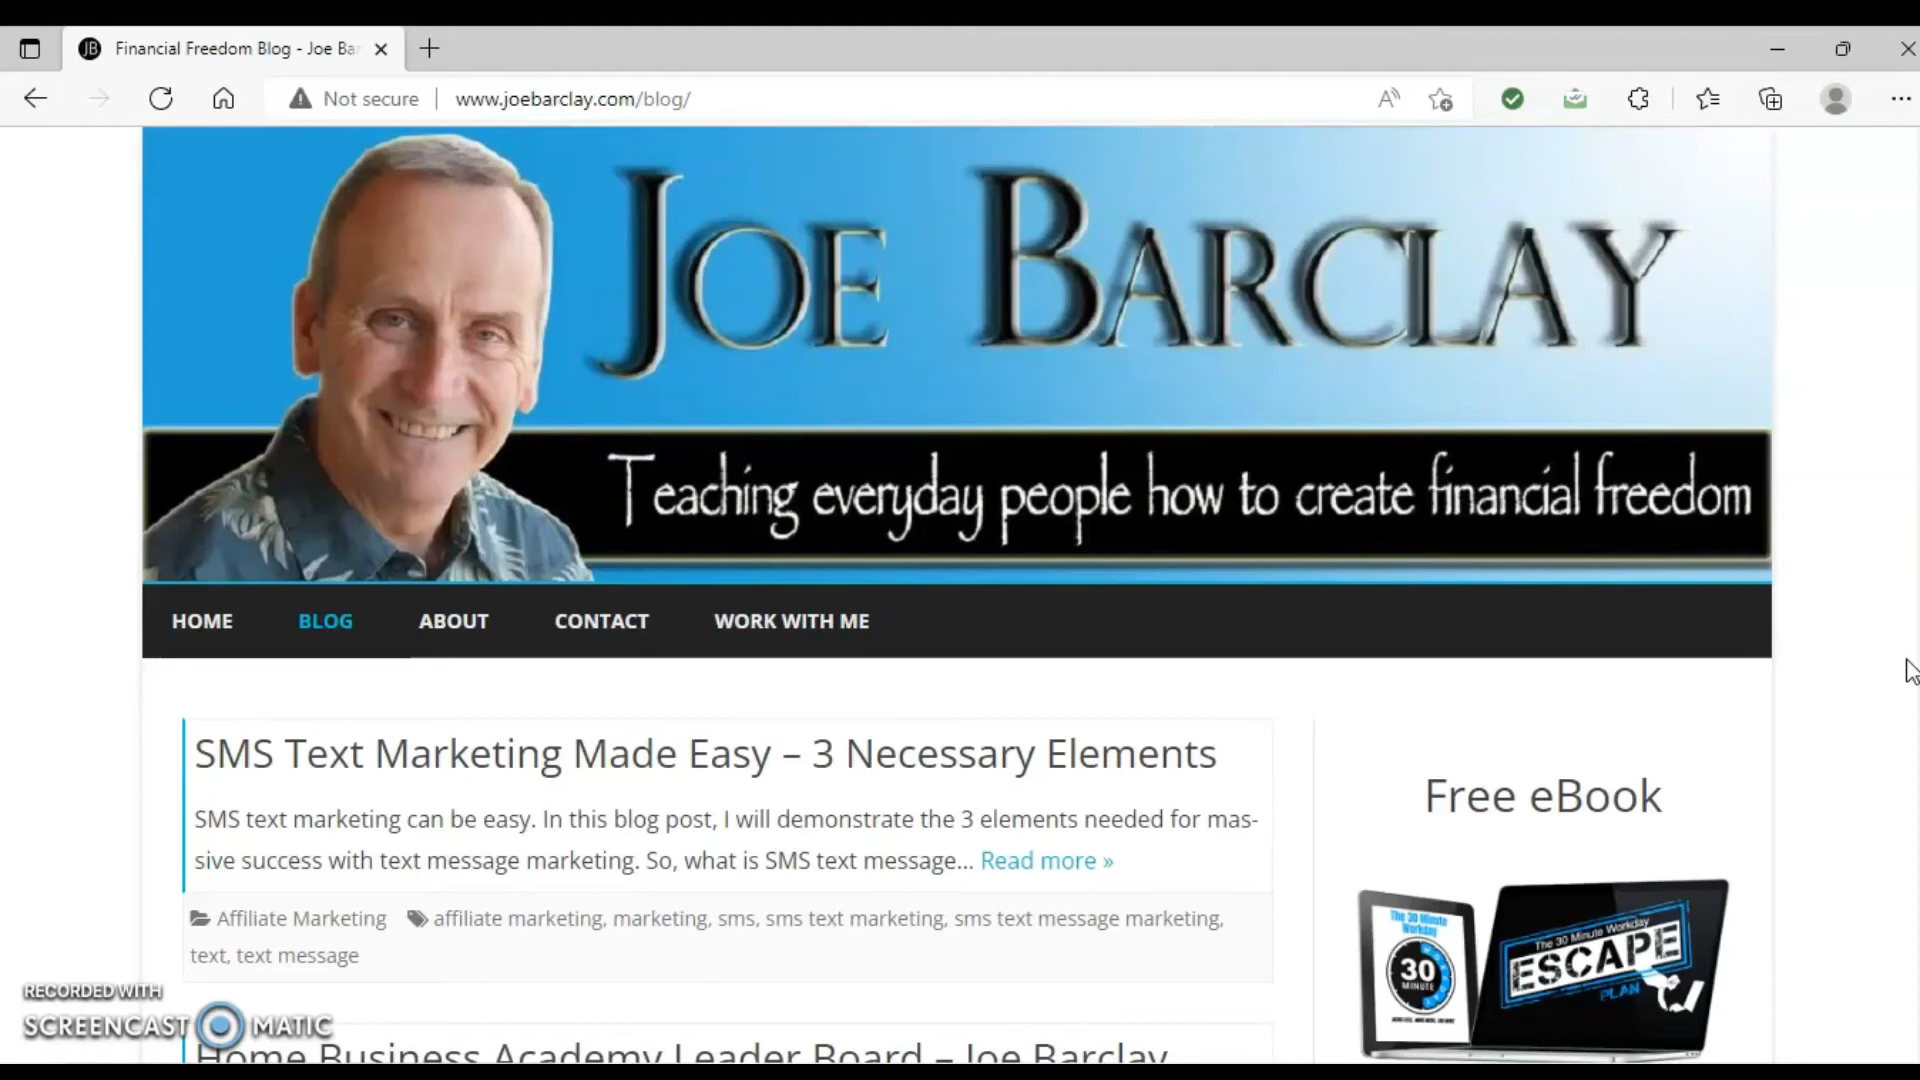 Financial Freedom Blog - Joe Bar
Not secure
www.joebarclay.com/blog/
JOE BARCLAY
Teaching everyday people how to create financial freedom
HOME BLOG ABOUT CONTACT WORK WITH ME
SMS Text Marketing Made Easy – 3 Necessary Elements
SMS text marketing can be easy. In this blog post, I will demonstrate the 3 elements needed for mas-
sive success with text message marketing. So, what is SMS text message... Read more »
Affiliate Marketing affiliate marketing, marketing, sms, sms text marketing, sms text message marketing,
text, text message
Home Business Academy Leader Board – Joe Barclay
Free eBook
The 30 Minute
Workday
30
MINUTE
The 30 Minute Workday
ESCAPE
PLAN
RECORDED WITH
SCREENCAST MATIC